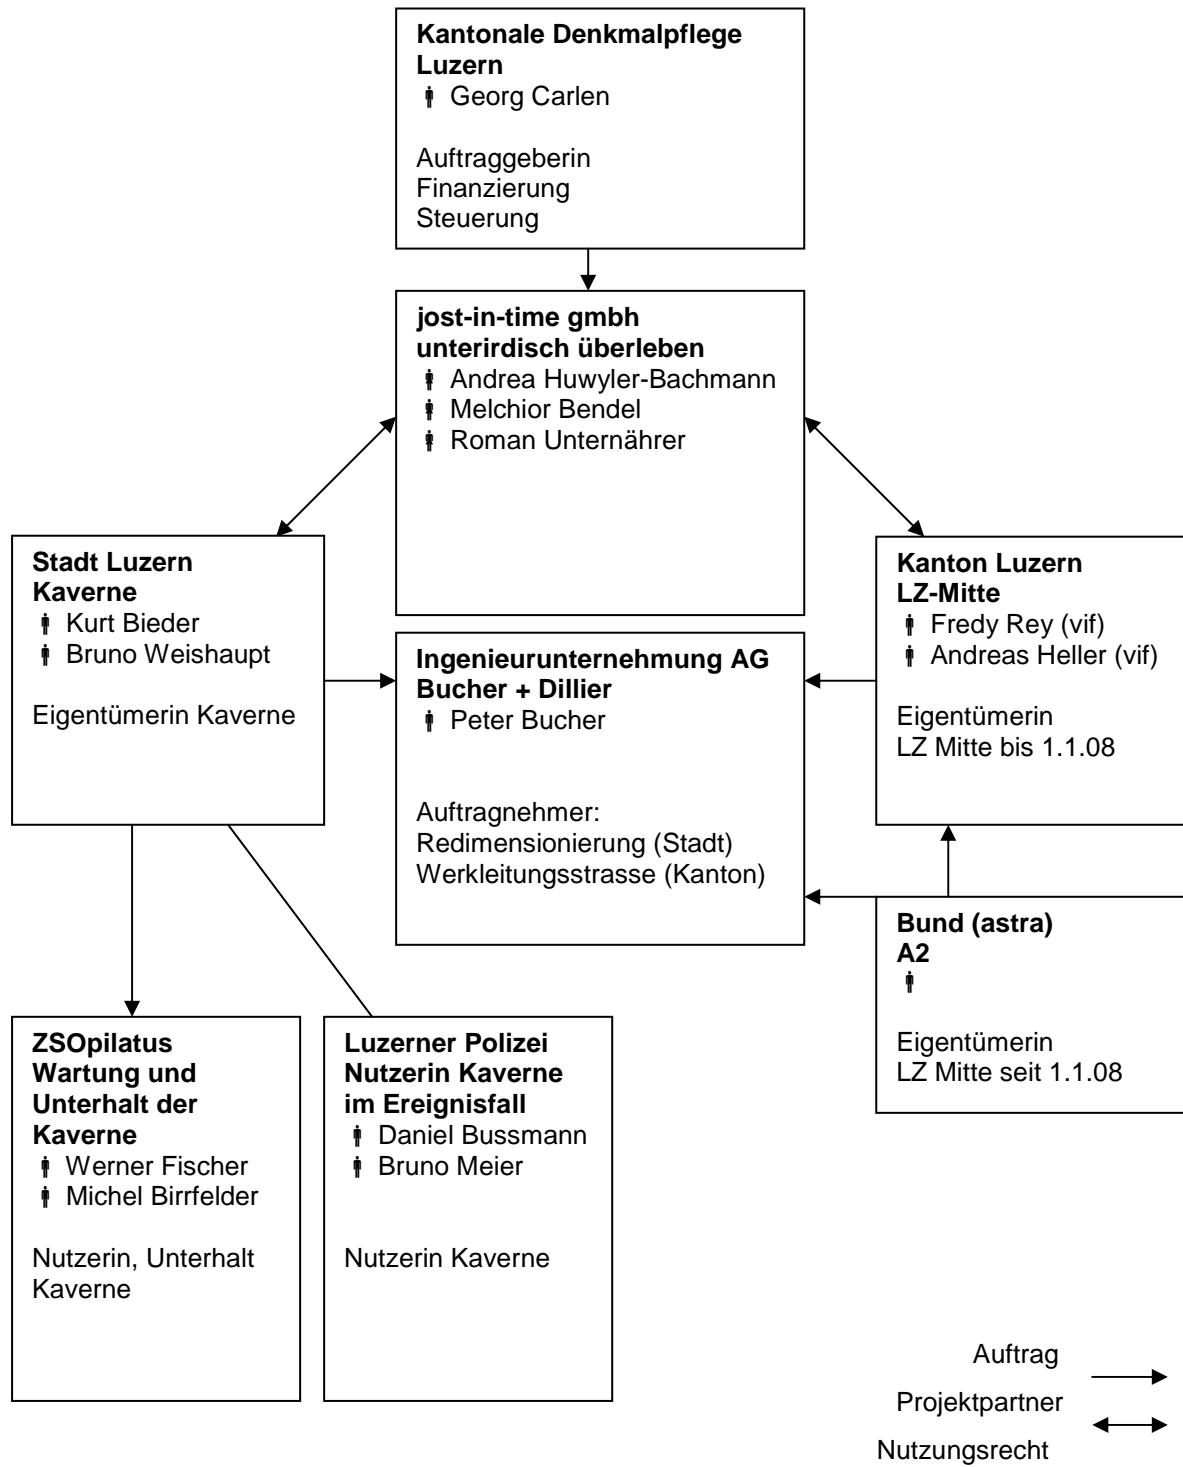 Kantonale Denkmalpflege
Luzern
Georg Carlen
Auftraggeberin
Finanzierung
Steuerung
jost-in-time gmbh
unterirdisch überleben
Andrea Huwyler-Bachmann
Melchior Bendel
Roman Unternährer
Stadt Luzern
Kaverne
Kurt Bieder
Bruno Weishaupt
Eigentümerin Kaverne
Kanton Luzern
LZ-Mitte
Fredy Rey (vif)
Andreas Heller (vif)
Eigentümerin
LZ Mitte bis 1.1.08
Ingenieurunternehmung AG
Bucher + Dillier
Peter Bucher
Auftragnehmer:
Redimensionierung (Stadt)
Werkleitungsstrasse (Kanton)
Bund (astra)
A2
Eigentümerin
LZ Mitte seit 1.1.08
ZSOpilatus
Wartung und
Unterhalt der
Kaverne
Werner Fischer
Michel Birrfelder
Nutzerin, Unterhalt
Kaverne
Luzerner Polizei
Nutzerin Kaverne
im Ereignisfall
Daniel Bussmann
Bruno Meier
Nutzerin Kaverne
Auftrag
Projektpartner
Nutzungsrecht